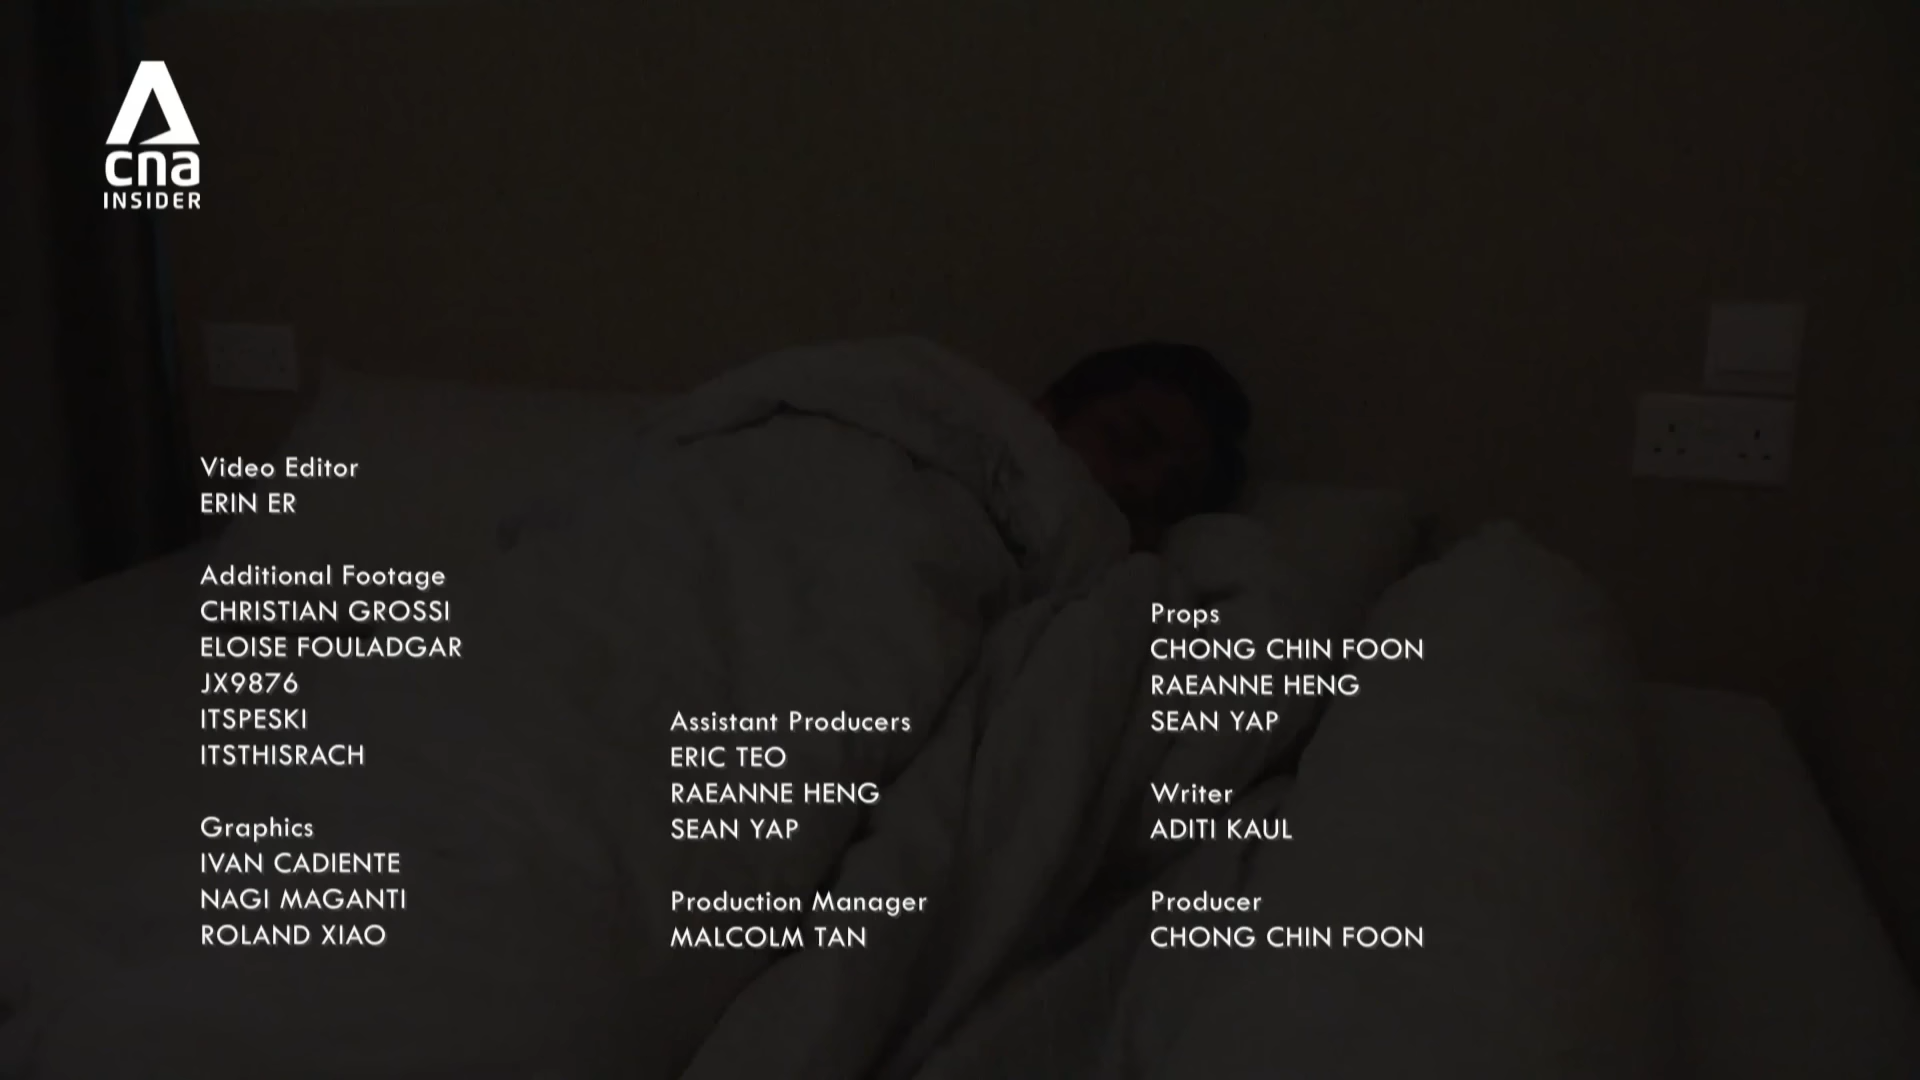 cna
INSIDER
Video Editor
ERIN ER
Additional Footage
CHRISTIAN GROSSI
ELOISE FOULADGAR
JX9876
ITSPESKI
ITSTHISRACH
Graphics
IVAN CADIENTE
NAGI MAGANTI
ROLAND XIAO
Assistant Producers
ERIC TEO
RAEANNE HENG
SEAN YAP
Production Manager
MALCOLM TAN
Props
CHONG CHIN FOON
RAEANNE HENG
SEAN YAP
Writer
ADITI KAUL
Producer
CHONG CHIN FOON